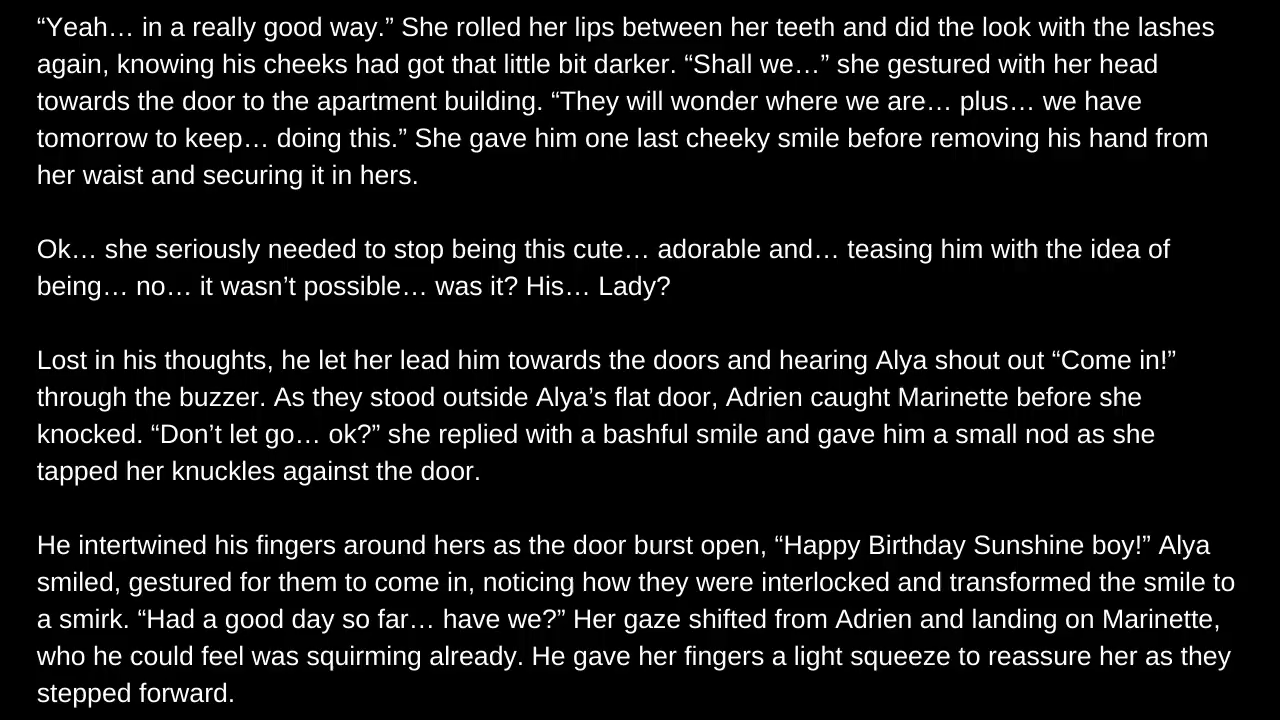 “Yeah… in a really good way.” She rolled her lips between her teeth and did the look with the lashes
again, knowing his cheeks had got that little bit darker. “Shall we…” she gestured with her head
towards the door to the apartment building. “They will wonder where we are… plus… we have
tomorrow to keep… doing this.” She gave him one last cheeky smile before removing his hand from
her waist and securing it in hers.
Ok… she seriously needed to stop being this cute… adorable and… teasing him with the idea of
being… no… it wasn’t possible… was it? His… Lady?
Lost in his thoughts, he let her lead him towards the doors and hearing Alya shout out “Come in!”
through the buzzer. As they stood outside Alya’s flat door, Adrien caught Marinette before she
knocked. “Don’t let go… ok?” she replied with a bashful smile and gave him a small nod as she
tapped her knuckles against the door.
He intertwined his fingers around hers as the door burst open, “Happy Birthday Sunshine boy!” Alya
smiled, gestured for them to come in, noticing how they were interlocked and transformed the smile to
a smirk. “Had a good day so far… have we?” Her gaze shifted from Adrien and landing on Marinette,
who he could feel was squirming already. He gave her fingers a light squeeze to reassure her as they
stepped forward.